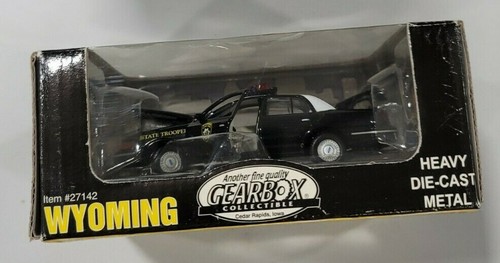 STATE TROOPER
Item #27142
WYOMING
Another fine quality
GEARBOX
COLLECTIBLE
Cedar Rapids, Iowa
HEAVY
DIE-CAST
METAL